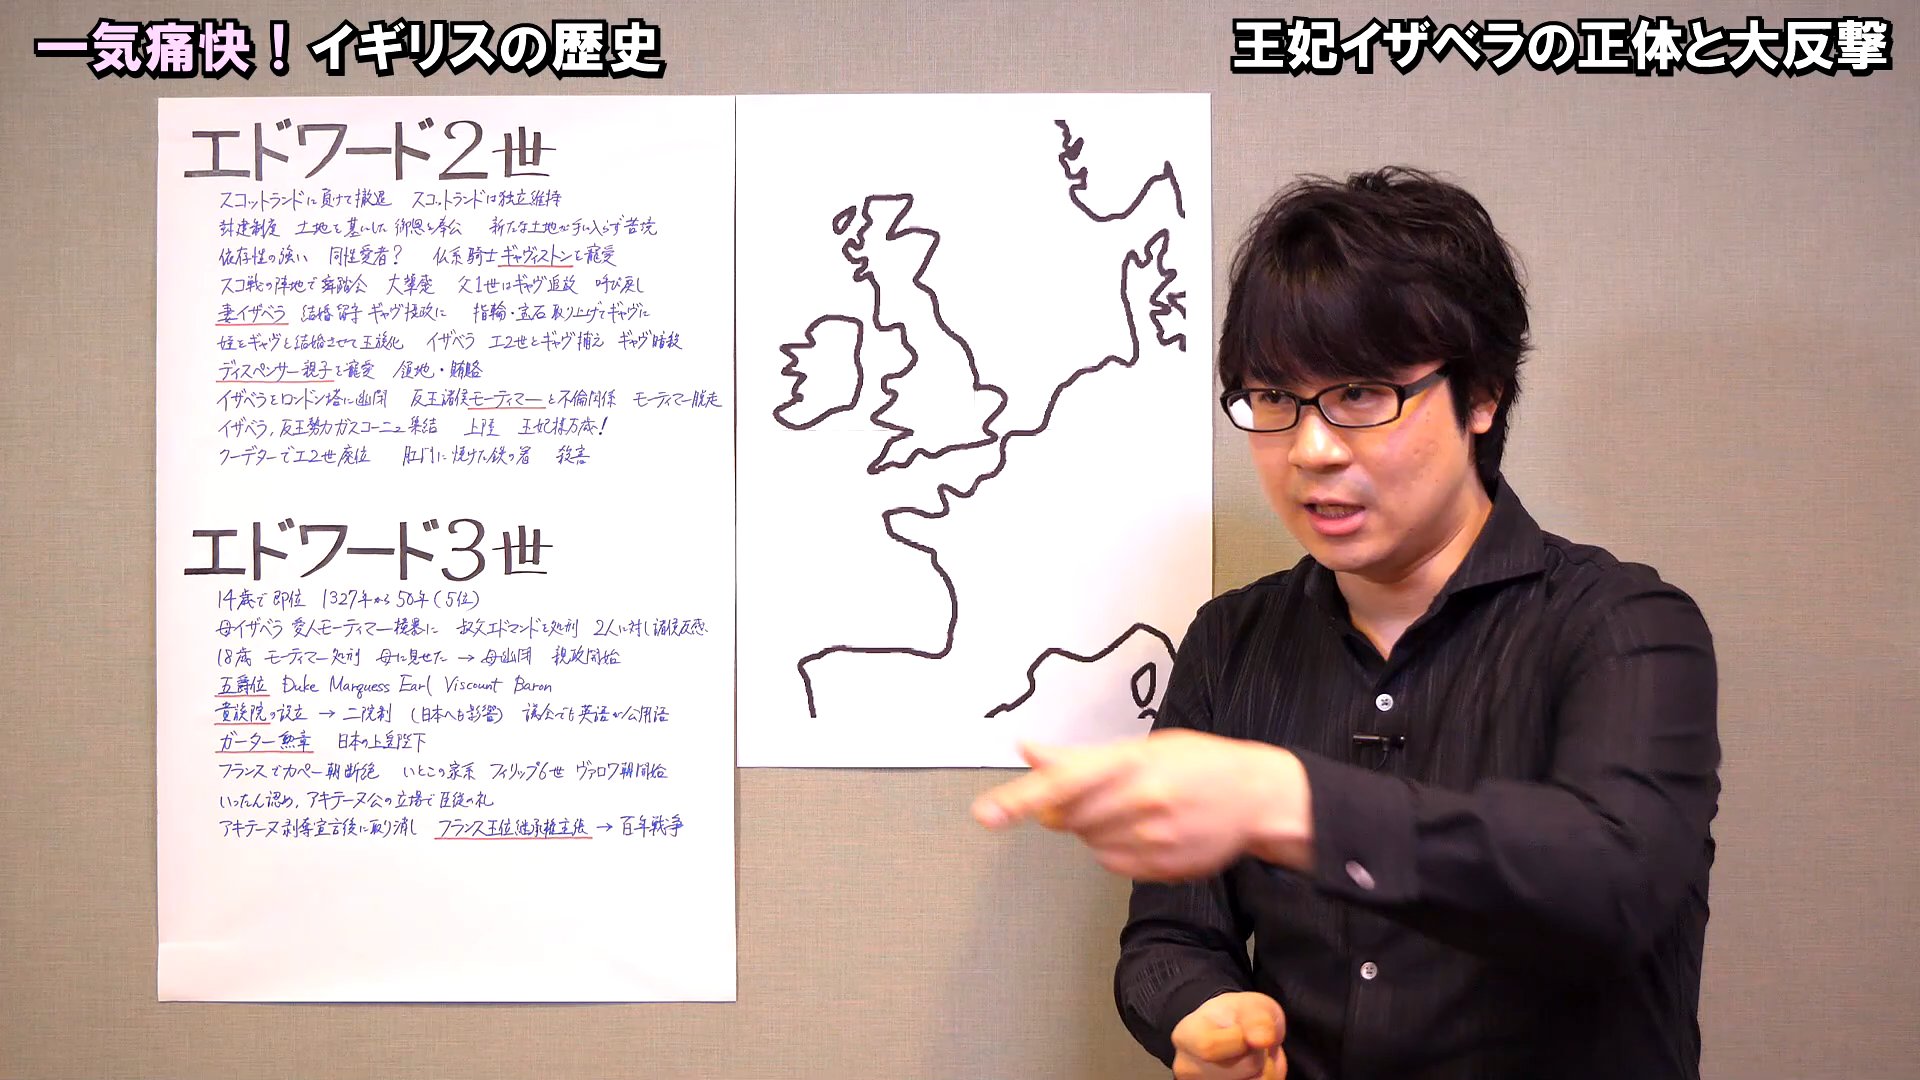 一気痛快！イギリスの歴史
王妃イザベラの正体と大反撃
エドワード2世
スコットランドに負けて撤退 スコットランドは独立維持
封建制度 土地を基にした御恩と奉公 新たな土地が手に入らず苦境
依存性の強い 同性愛者？ 仏系騎士ギャヴィストンを寵愛
スコ戦の陣地で舞踏会 大顰蹙 父1世はギャヴ追放 呼び戻し
妻イザベラ 結婚 留守 ギャヴ摂政に 指輪・宝石取り上げてギャヴに
姪をギャヴと結婚させて王族化 イザベラ エ2世とギャヴ捕え ギャヴ暗殺
ディスペンサー親子を寵愛 領地・賄賂
イザベラをロンドン塔に幽閉 反王諸侯モーティマーと不倫関係 モーティマー脱走
イザベラ,反王勢力ガスコーニュ集結 上陸 王妃様万歳！
クーデターでエ2世廃位 肛門に焼けた鉄の箸 殺害
エドワード3世
14歳で即位 1327年から50年(5位)
母イザベラ 愛人モーティマー横暴に 叔父エドマンドを処刑 2人に対し諸侯反感
18歳 モーティマー処刑 母に見せた → 母幽閉 親政開始
五爵位 Duke Marquess Earl Viscount Baron
貴族院の設立 → 二院制 (日本へも影響) 議会でも英語が公用語
ガーター勲章 日本の上皇陛下
フランスでカペー朝断絶 いとこの家系 フィリップ6世 ヴァロワ朝開始
いったん認め,アキテーヌ公の立場で臣従の礼
アキテーヌ剥奪宣言後に取り消し フランス王位継承権主張 → 百年戦争